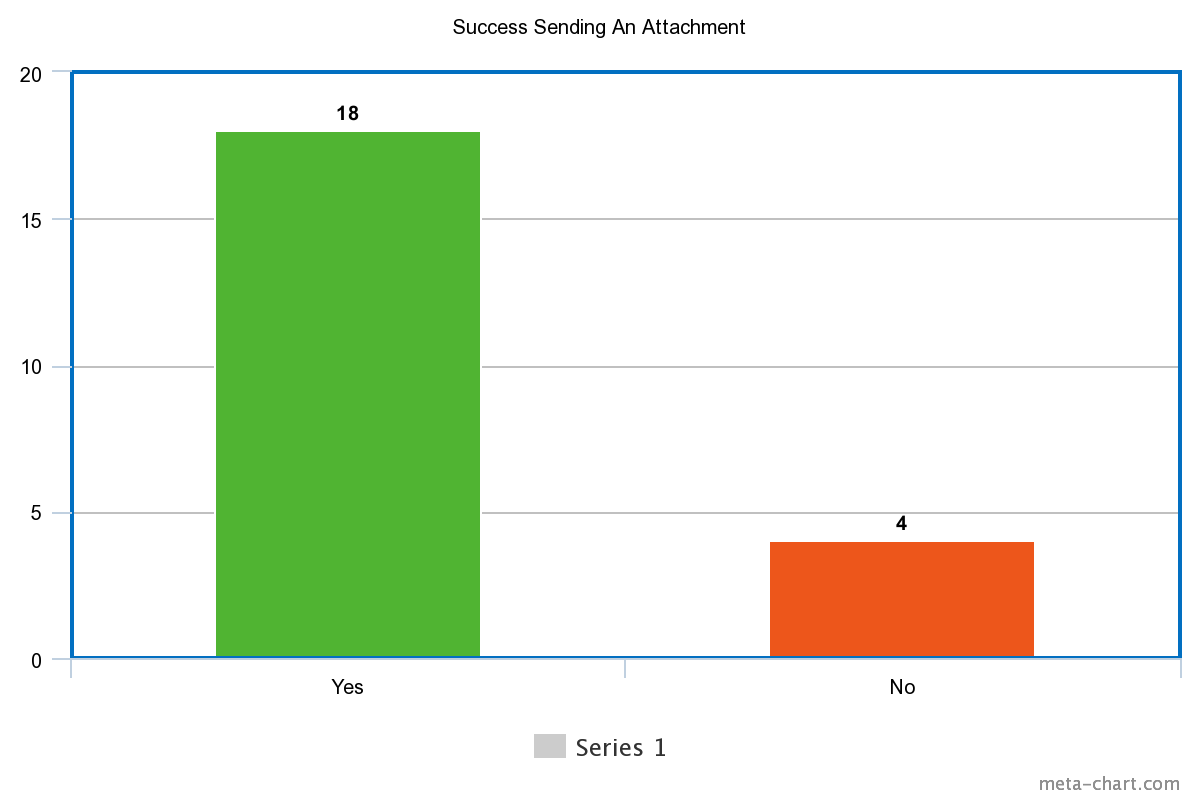 Success Sending An Attachment
20
18
15
10
5
4
0
Yes
No
Series 1
meta-chart.com